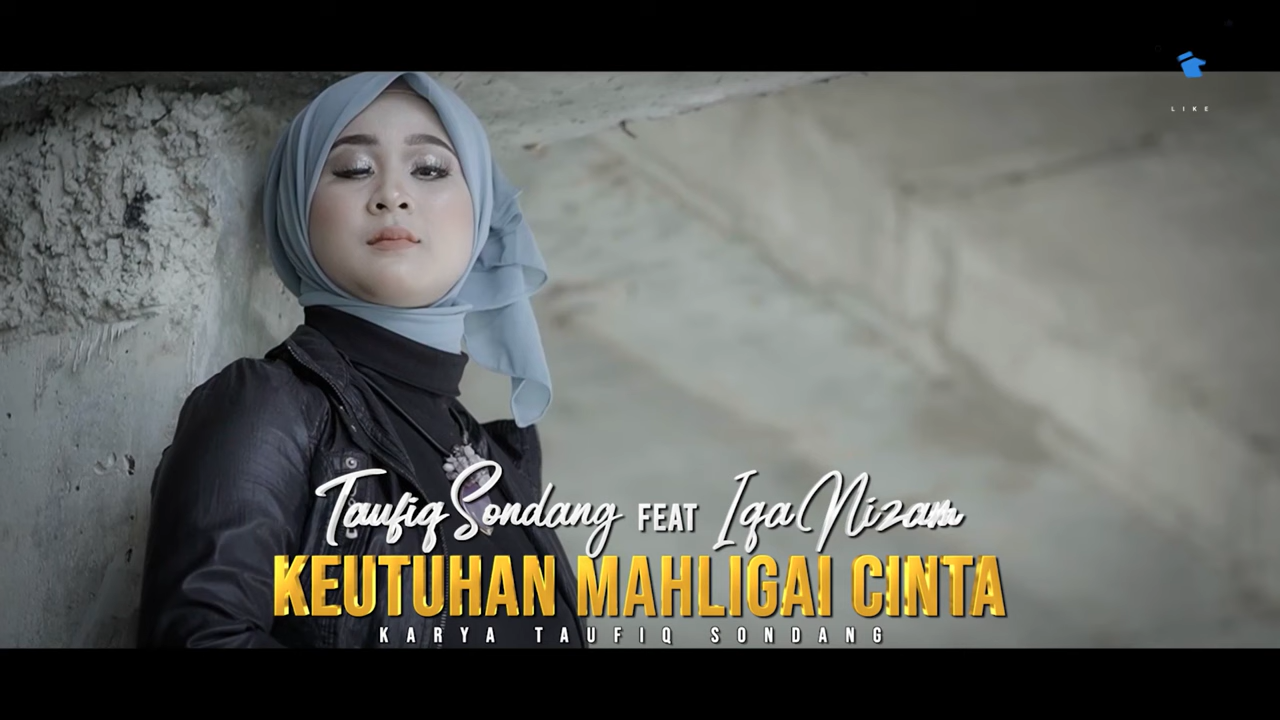 LIKE
Taufiq Sondang FEAT Iqa Nizam
KEUTUHAN MAHLIGAI CINTA
KARYA TAUFIQ SONDANG